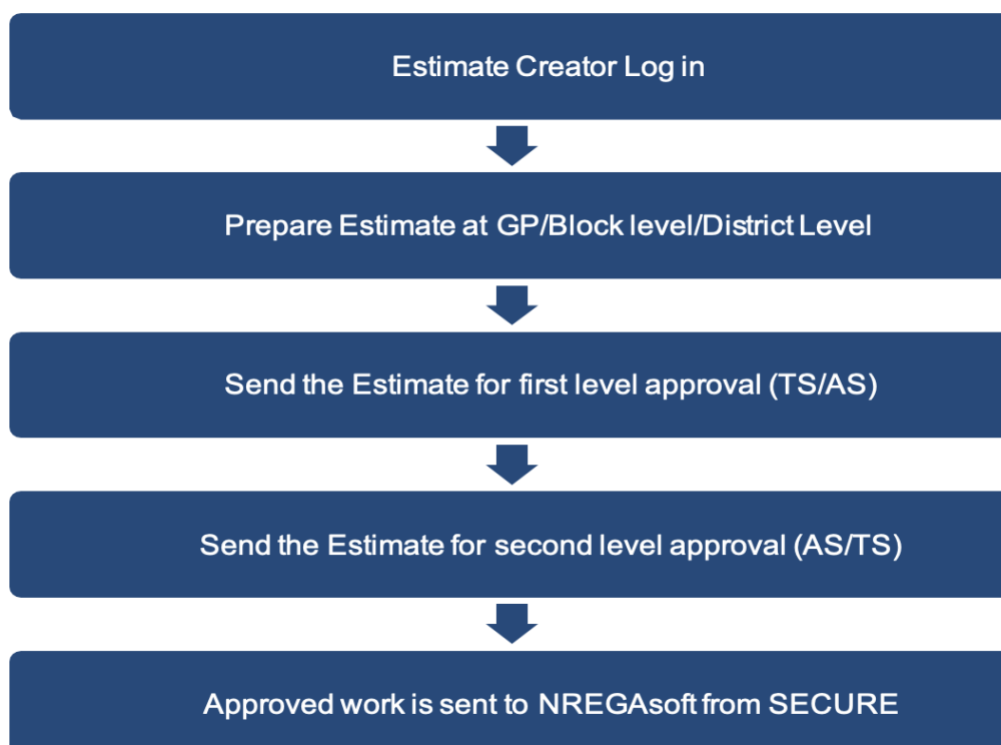 Estimate Creator Log in
Prepare Estimate at GP/Block level/District Level
Send the Estimate for first level approval (TS/AS)
Send the Estimate for second level approval (AS/TS)
Approved work is sent to NREGAsoft from SECURE